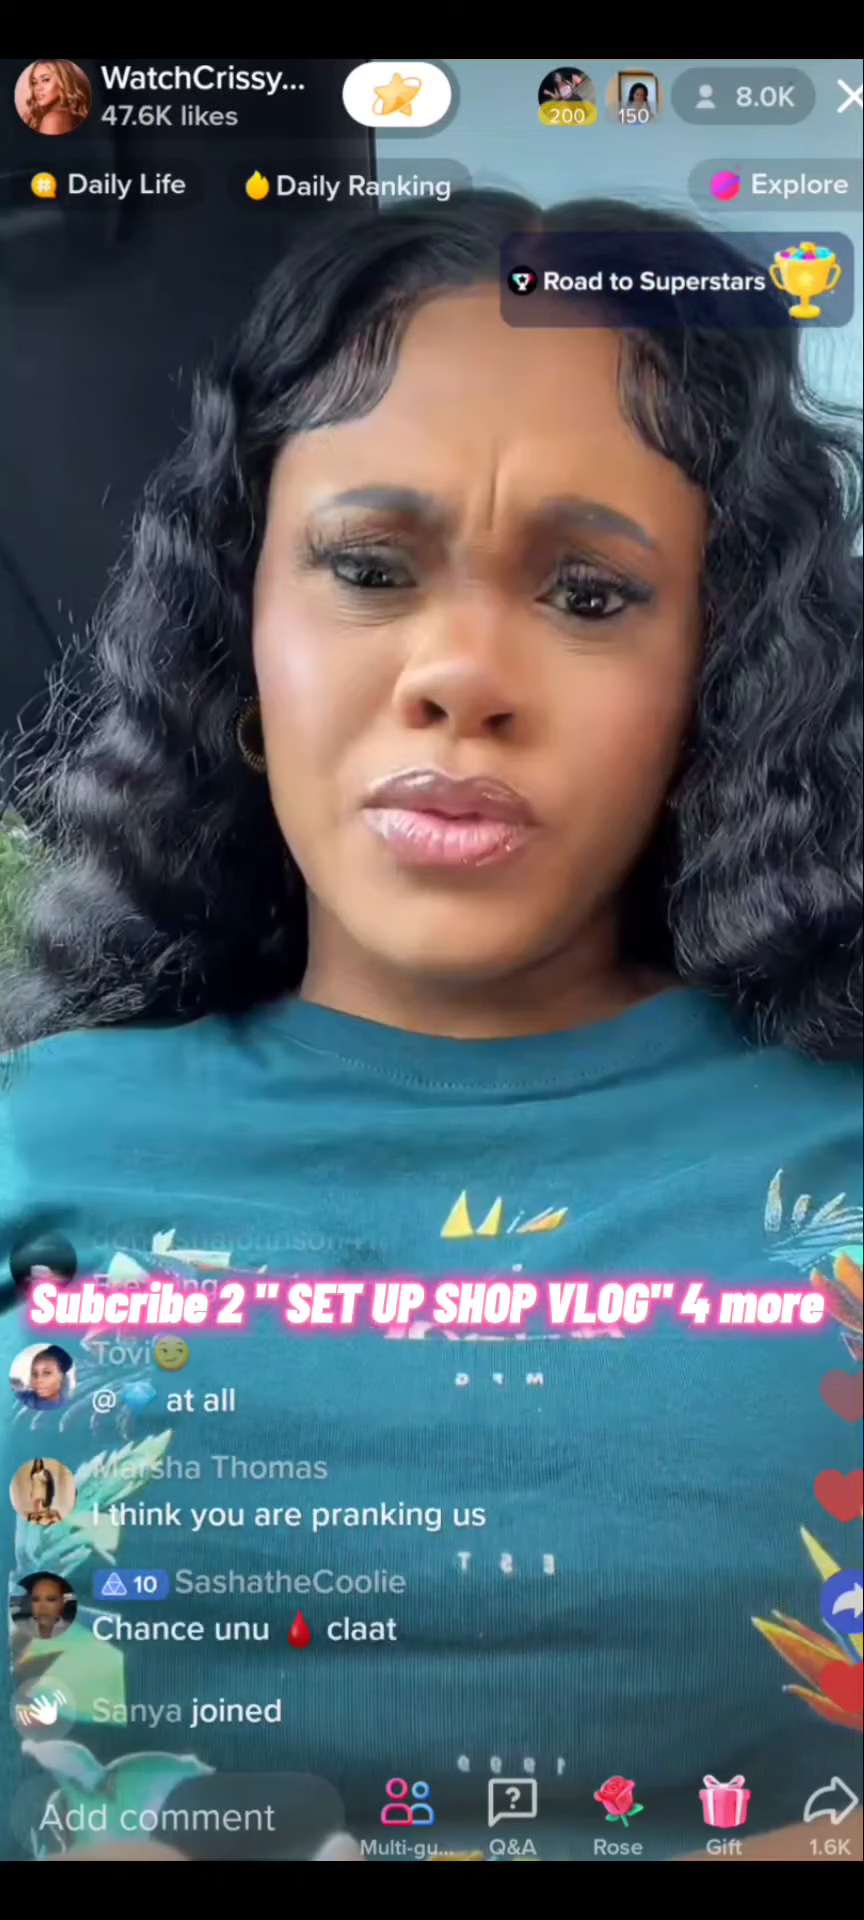 WatchCrissy...
47.6K likes
200
150
8.0K
Daily Life
Daily Ranking
Explore
Road to Superstars
Subcribe 2 " SET UP SHOP VLOG" 4 more
Tovi😏
@💎 at all
Marsha Thomas
I think you are pranking us
10 SashatheCoolie
Chance unu 🩸 claat
Sanya joined
Add comment
Multi-gu...
Q&A
Rose
Gift
1.6K